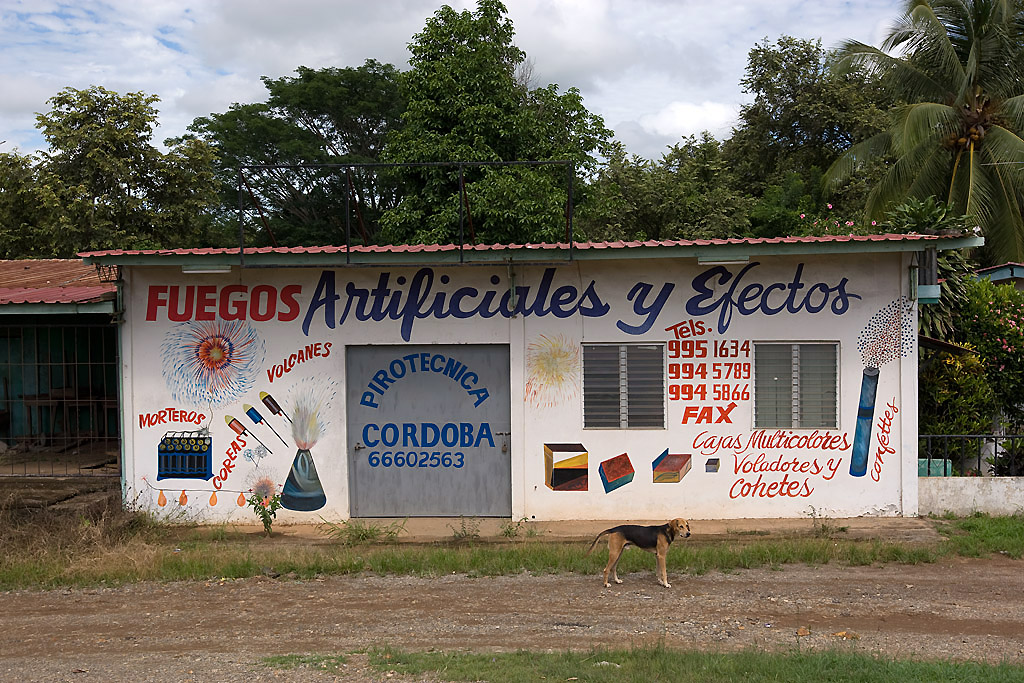 FUEGOS Artificiales y Efectos
VOLCANES
MORTEROS
COREAS
PIROTECNICA
CORDOBA
66602563
Tels.
995 1634
994 5789
994 5866
FAX
Cajas Multicolores
Voladores y
Cohetes
confettes